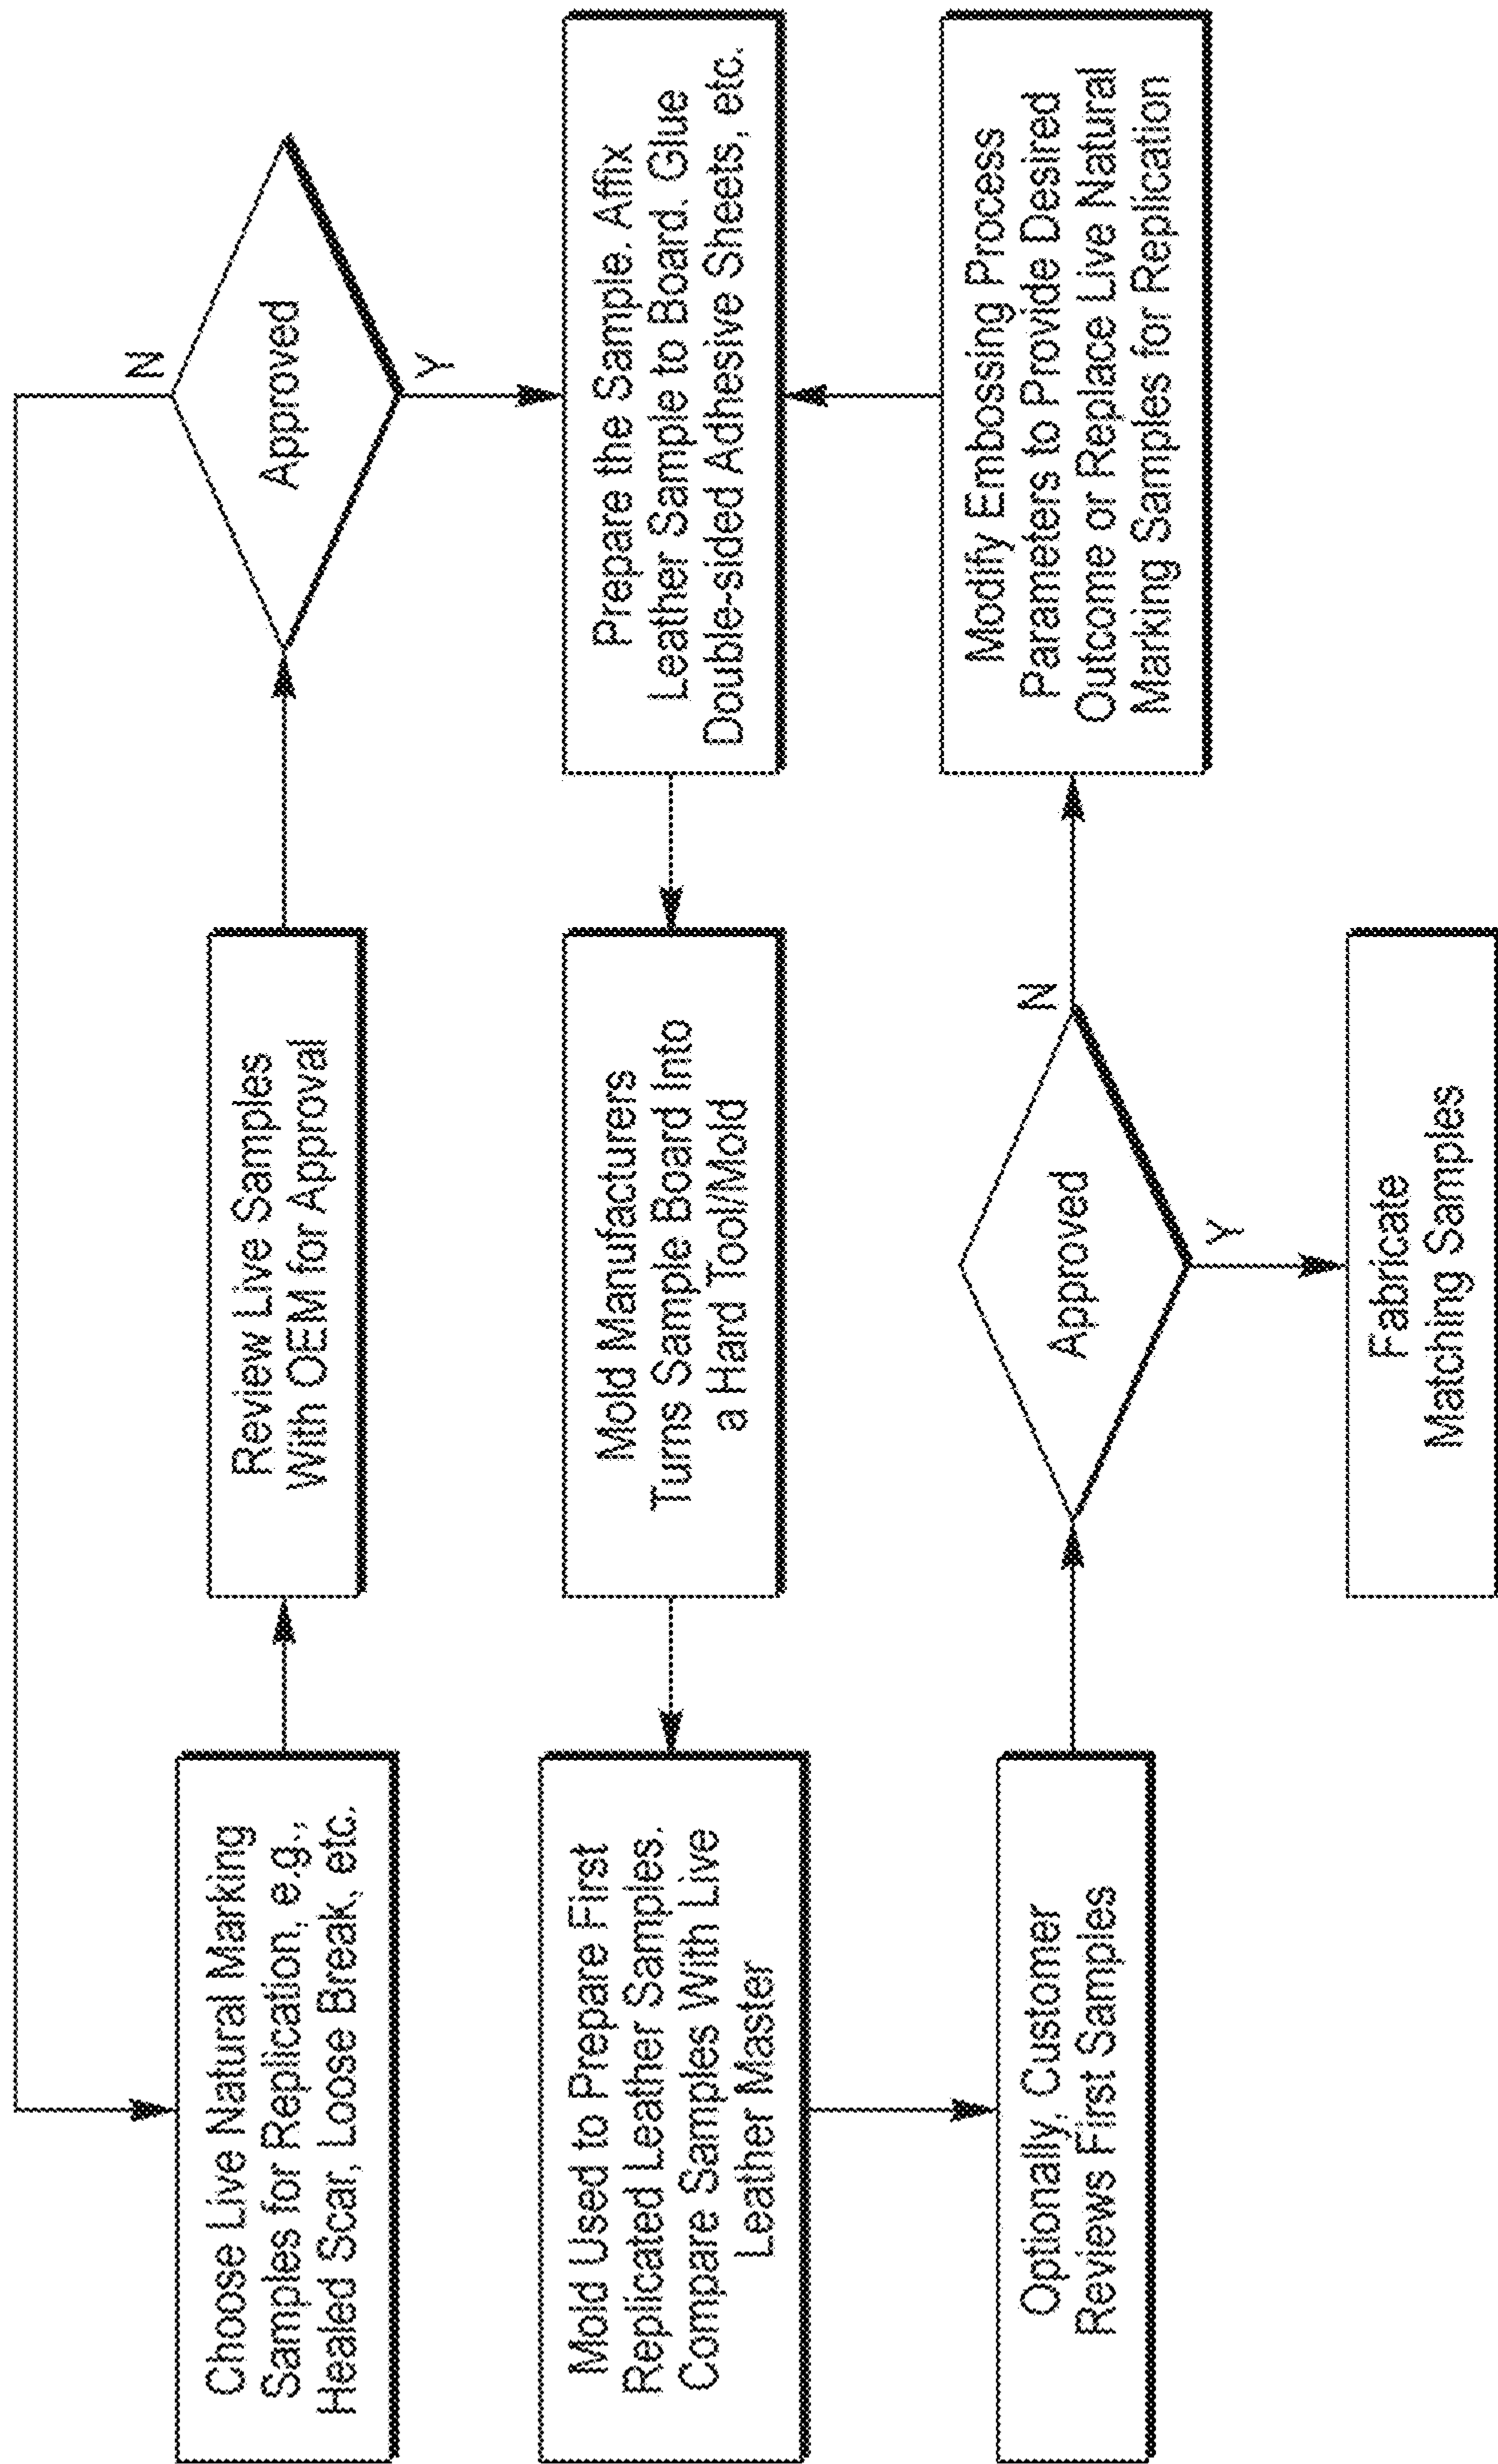 Choose Live Natural Marking
Samples for Replication, e.g.,
Healed Scar, Loose Break, etc.
Review Live Samples
With OEM for Approval
Approved
N
Y
Prepare the Sample. Affix
Leather Sample to Board. Glue
Double-sided Adhesive Sheets, etc.
Mold Manufacturers
Turns Sample Board Into
a Hard Tool/Mold
Mold Used to Prepare First
Replicated Leather Samples.
Compare Samples With Live
Leather Master
Optionally, Customer
Reviews First Samples
Approved
N
Y
Modify Embossing Process
Parameters to Provide Desired
Outcome or Replace Live Natural
Marking Samples for Replication
Fabricate
Matching Samples